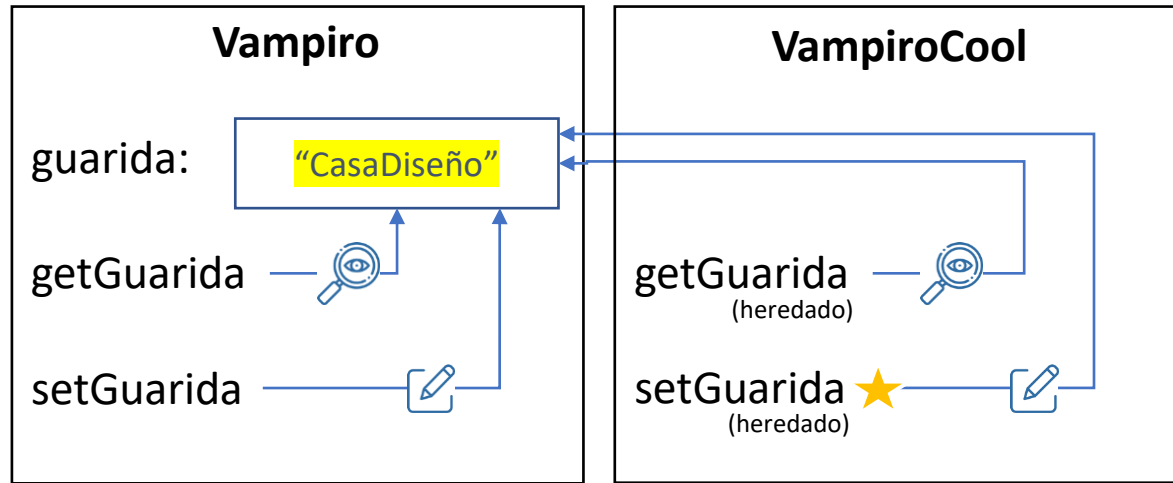 Vampiro
guarida:
“CasaDiseño”
getGuarida
setGuarida
VampiroCool
getGuarida
(heredado)
setGuarida
(heredado)